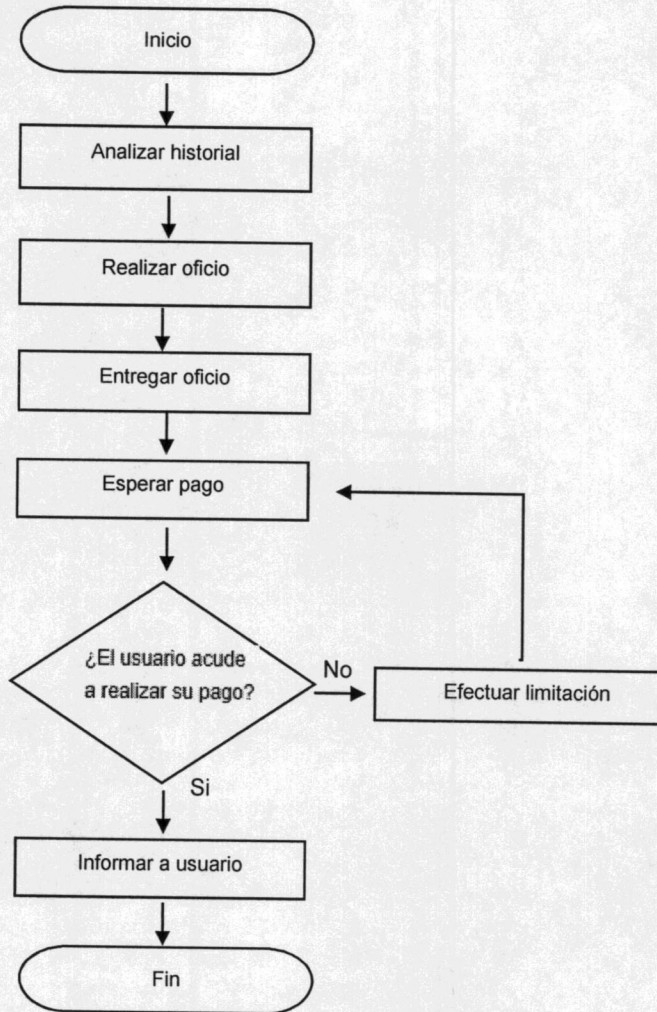 Inicio
Analizar historial
Realizar oficio
Entregar oficio
Esperar pago
¿El usuario acude
a realizar su pago?
No
Efectuar limitación
Si
Informar a usuario
Fin